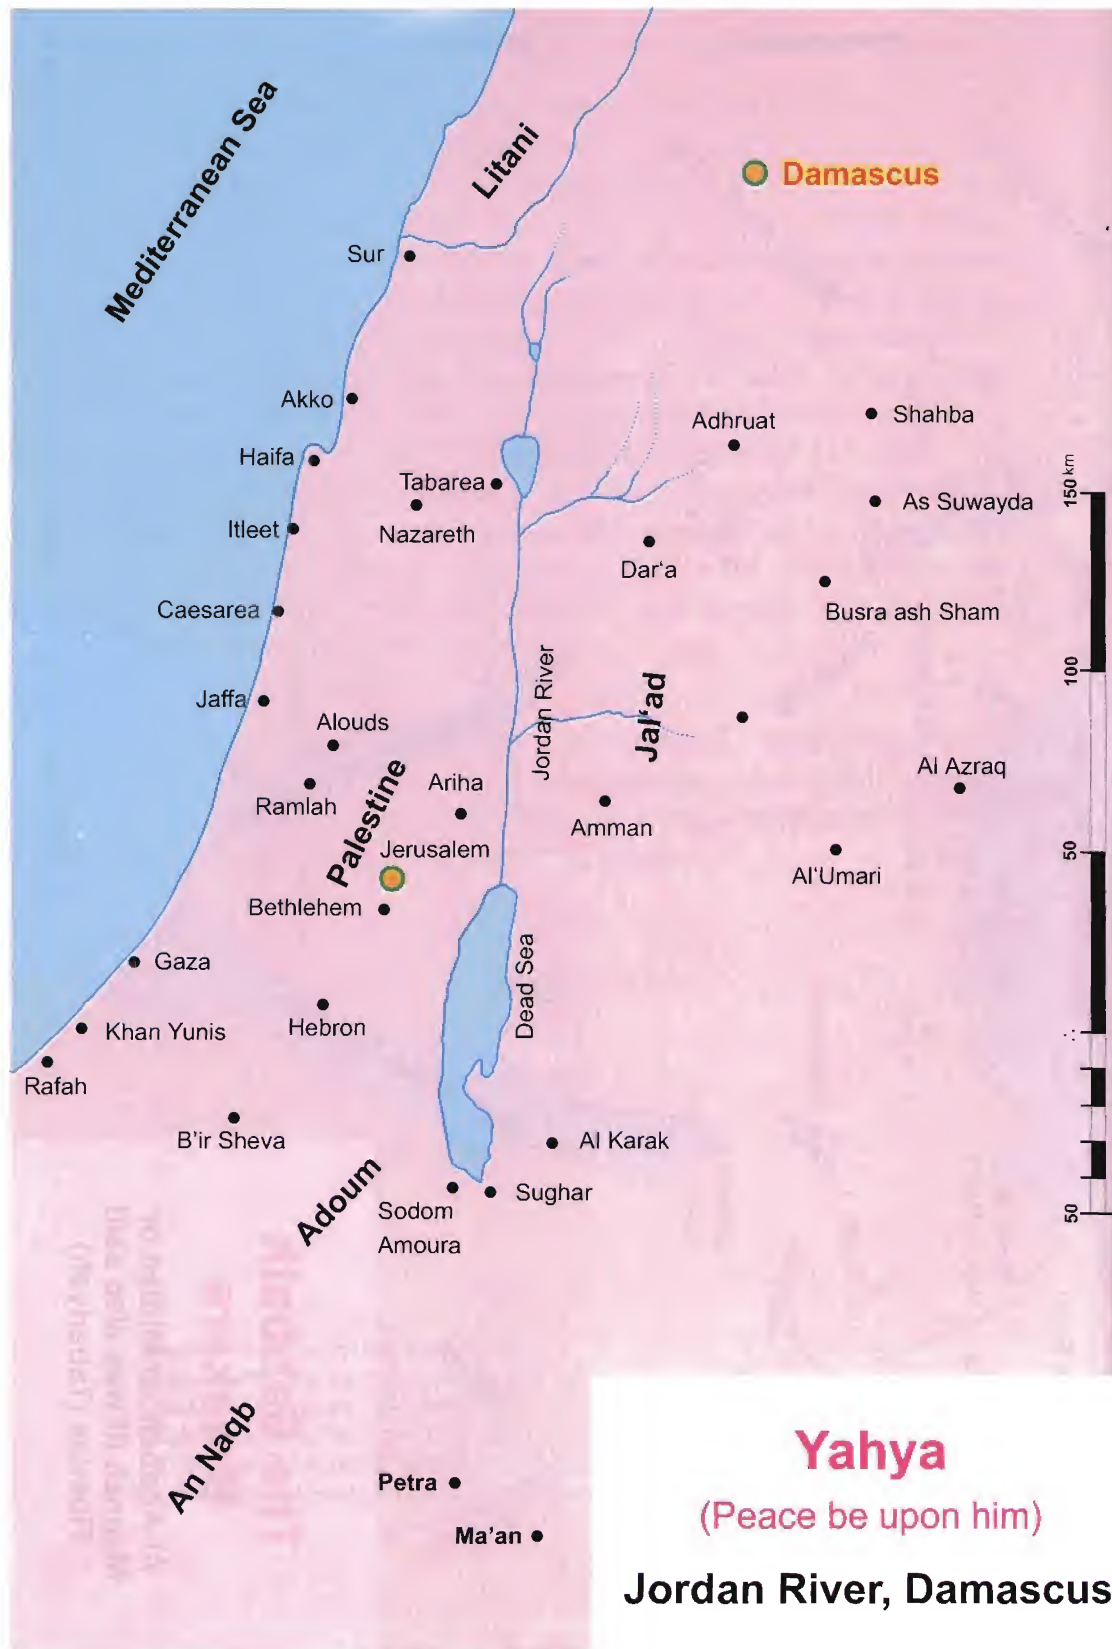 Mediterranean Sea
Litani
Damascus
Sur
Akko
Haifa
Itleet
Caesarea
Jaffa
Tabarea
Nazareth
Adhruat
Shahba
As Suwayda
Dar‘a
Busra ash Sham
Jordan River
Jal‘ad
Alouds
Ramlah
Palestine
Ariha
Jerusalem
Bethlehem
Amman
Al Azraq
Al‘Umari
Gaza
Khan Yunis
Rafah
Hebron
Dead Sea
B’ir Sheva
Al Karak
Sughar
Sodom
Amoura
Adoum
An Naqb
Petra
Ma’an
150 km
100
50
50
Yahya
(Peace be upon him)
Jordan River, Damascus